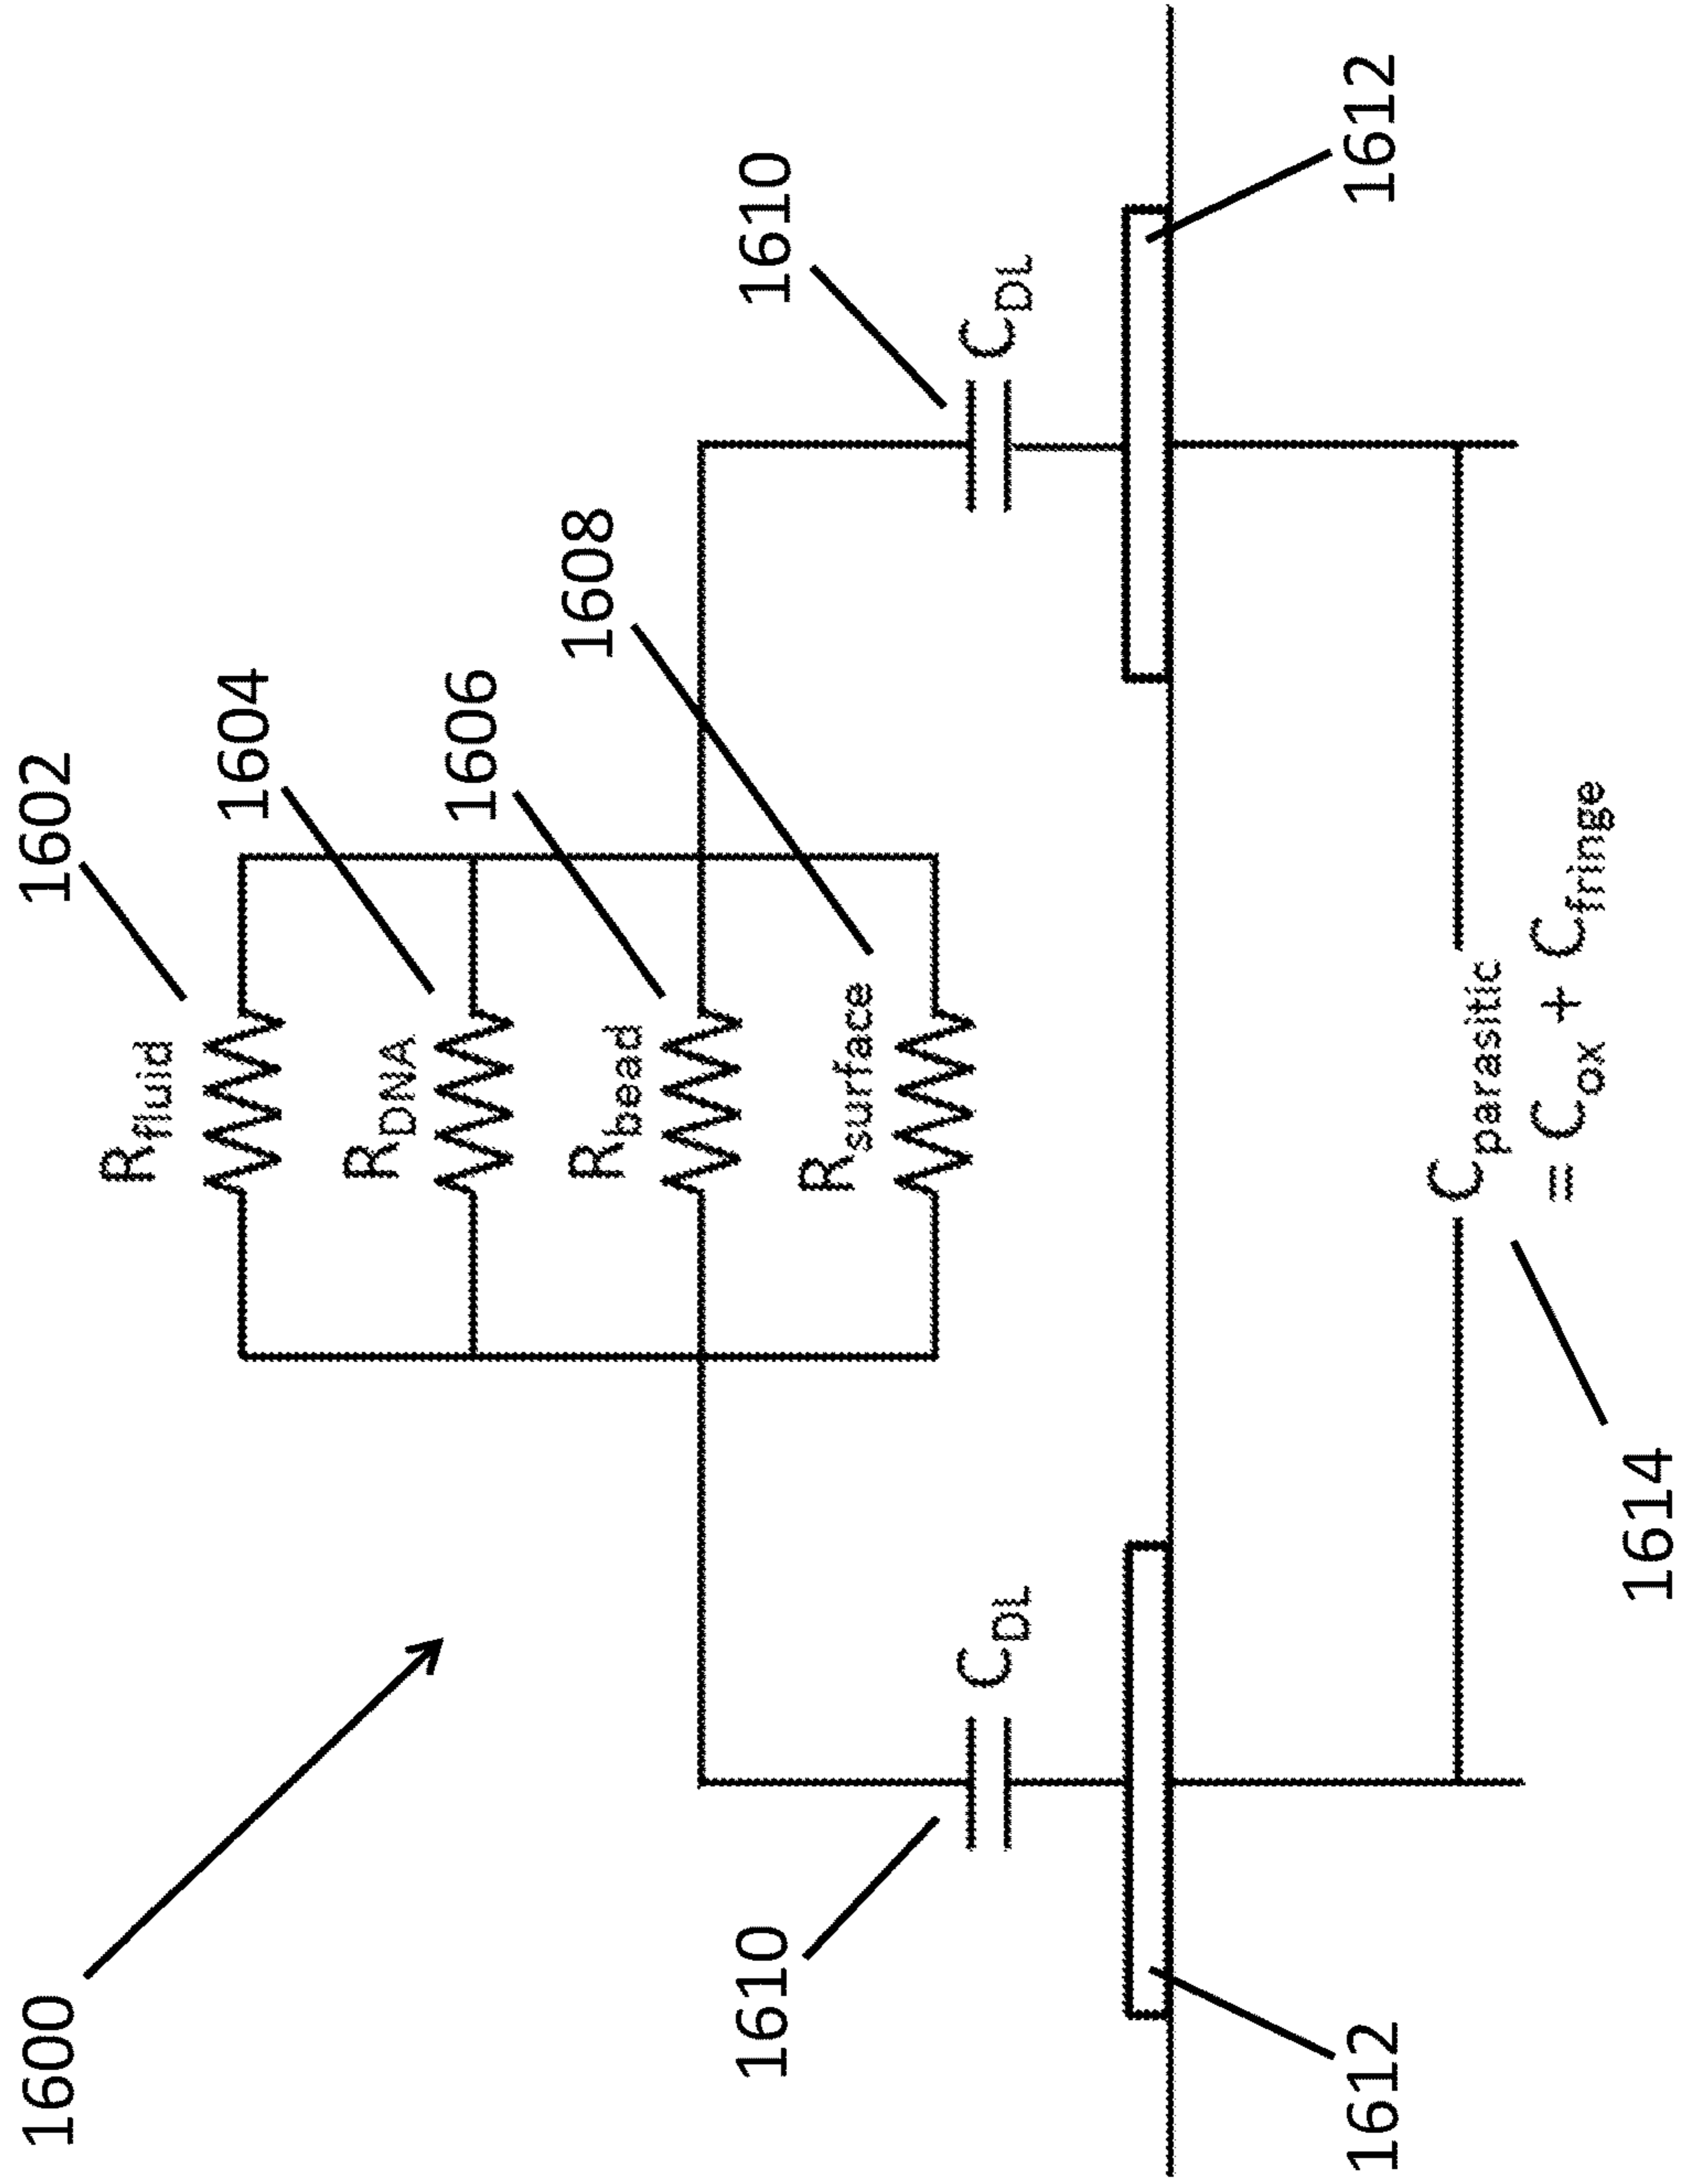 1600
1602
R_fluid
1604
R_DNA
1606
R_bead
1608
R_surface
1610
C_DL
1610
C_DL
1612
1612
C_parasitic
= C_ox + C_fringe
1614